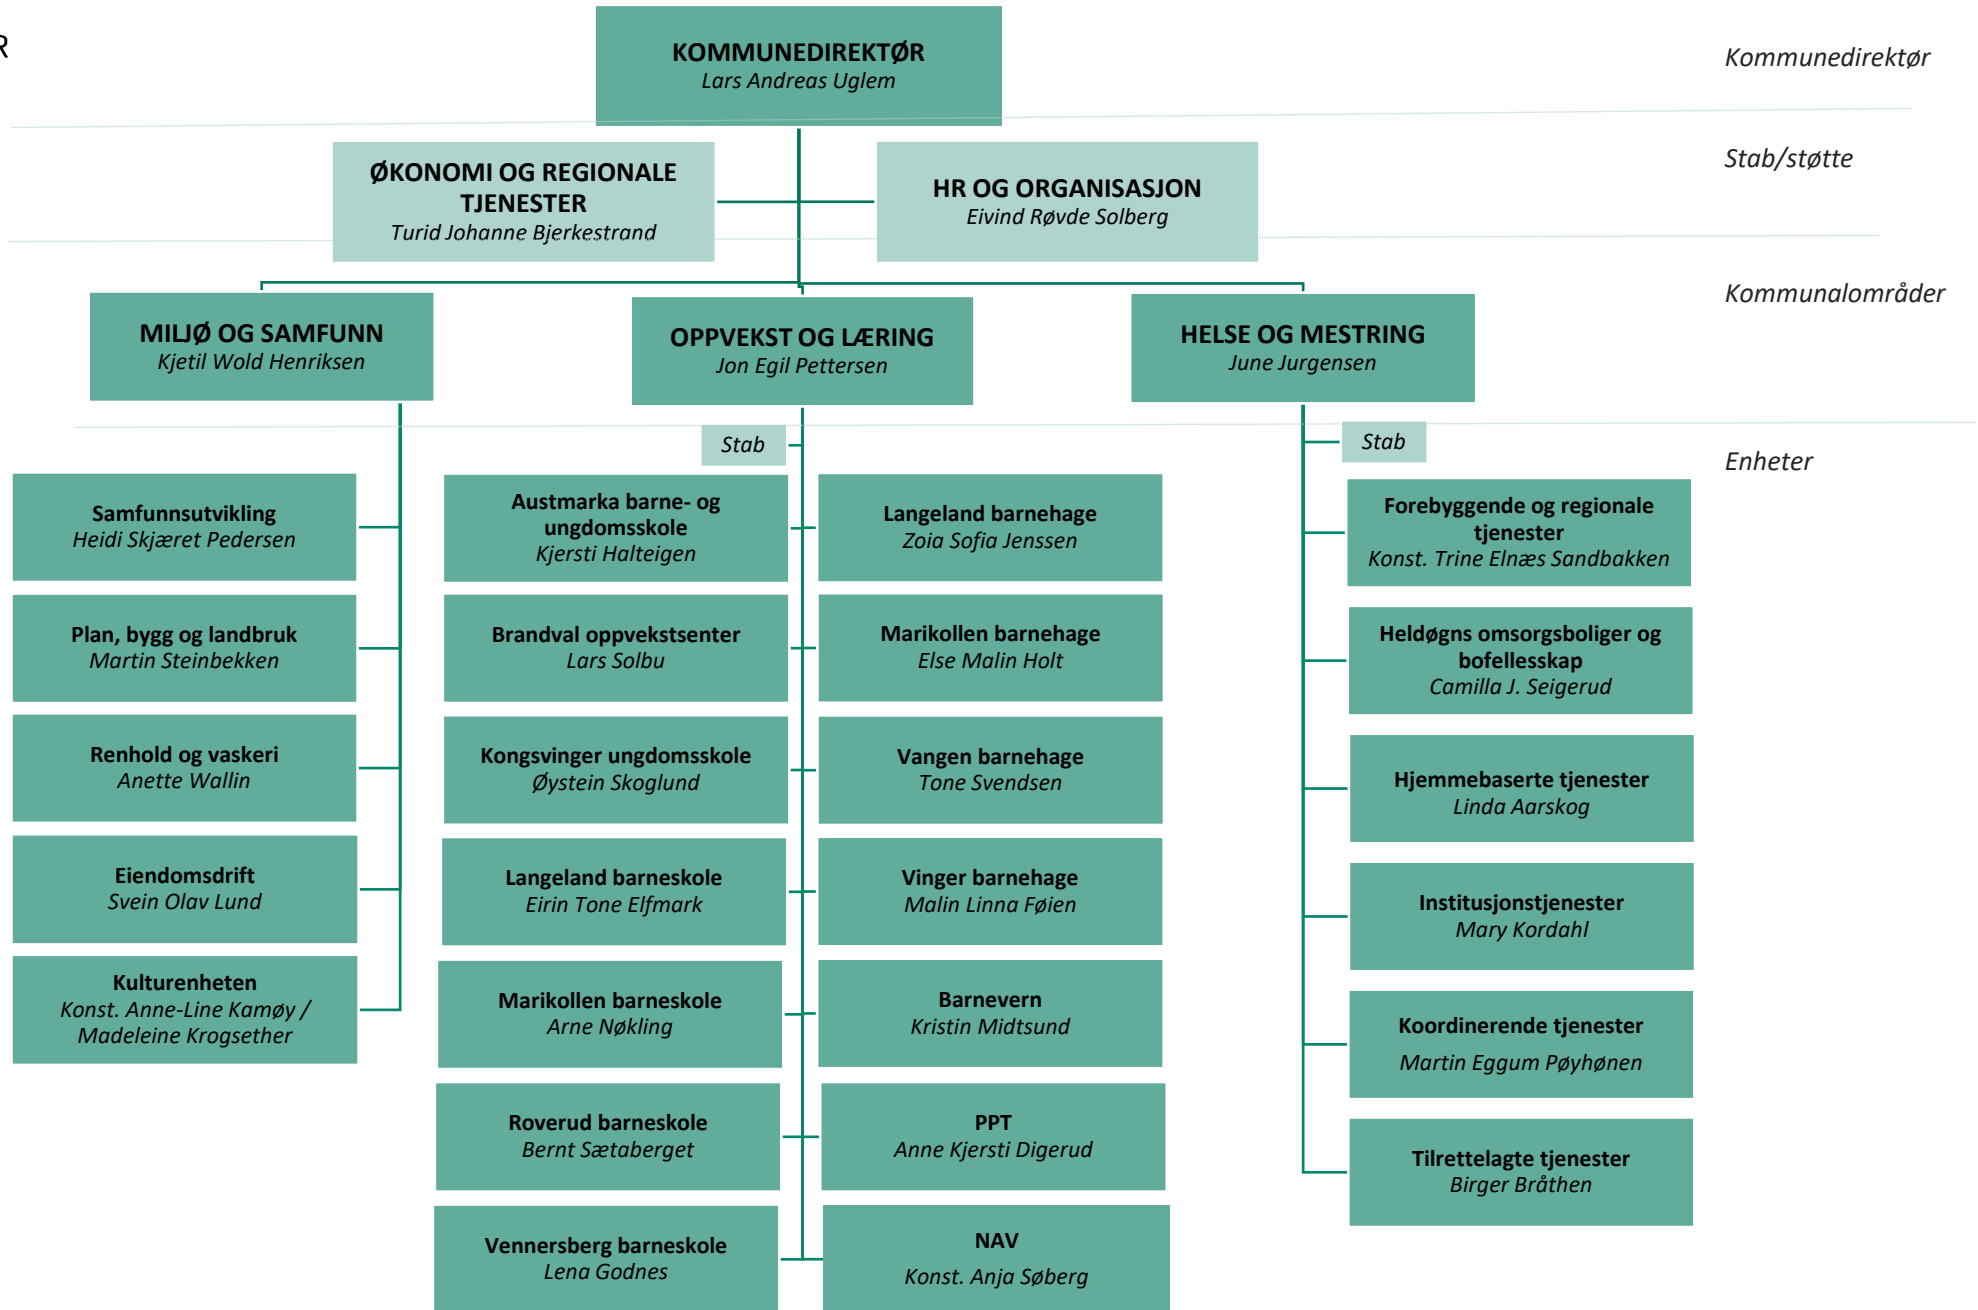 R
KOMMUNEDIREKTØR
Lars Andreas Uglem
Kommunedirektør
ØKONOMI OG REGIONALE
TJENESTER
Turid Johanne Bjerkestrand
HR OG ORGANISASJON
Eivind Røvde Solberg
Stab/støtte
MILJØ OG SAMFUNN
Kjetil Wold Henriksen
OPPVEKST OG LÆRING
Jon Egil Pettersen
HELSE OG MESTRING
June Jurgensen
Kommunalområder
Stab
Stab
Enheter
Samfunnsutvikling
Heidi Skjæret Pedersen
Plan, bygg og landbruk
Martin Steinbekken
Renhold og vaskeri
Anette Wallin
Eiendomsdrift
Svein Olav Lund
Kulturenheten
Konst. Anne-Line Kamøy /
Madeleine Krogsether
Austmarka barne- og
ungdomsskole
Kjersti Halteigen
Brandval oppvekstsenter
Lars Solbu
Kongsvinger ungdomsskole
Øystein Skoglund
Langeland barneskole
Eirin Tone Elfmark
Marikollen barneskole
Arne Nøkling
Roverud barneskole
Bernt Sætaberget
Vennersberg barneskole
Lena Godnes
Langeland barnehage
Zoia Sofia Jenssen
Marikollen barnehage
Else Malin Holt
Vangen barnehage
Tone Svendsen
Vinger barnehage
Malin Linna Føien
Barnevern
Kristin Midtsund
PPT
Anne Kjersti Digerud
NAV
Konst. Anja Søberg
Forebyggende og regionale
tjenester
Konst. Trine Elnæs Sandbakken
Heldøgns omsorgsboliger og
bofellesskap
Camilla J. Seigerud
Hjemmebaserte tjenester
Linda Aarskog
Institusjonstjenester
Mary Kordahl
Koordinerende tjenester
Martin Eggum Pøyhønen
Tilrettelagte tjenester
Birger Bråthen